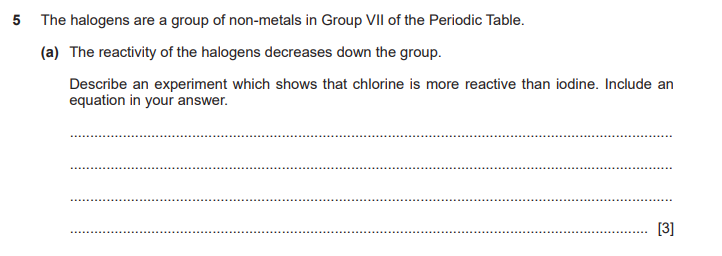 5 The halogens are a group of non-metals in Group VII of the Periodic Table.
(a) The reactivity of the halogens decreases down the group.
Describe an experiment which shows that chlorine is more reactive than iodine. Include an
equation in your answer.
[3]